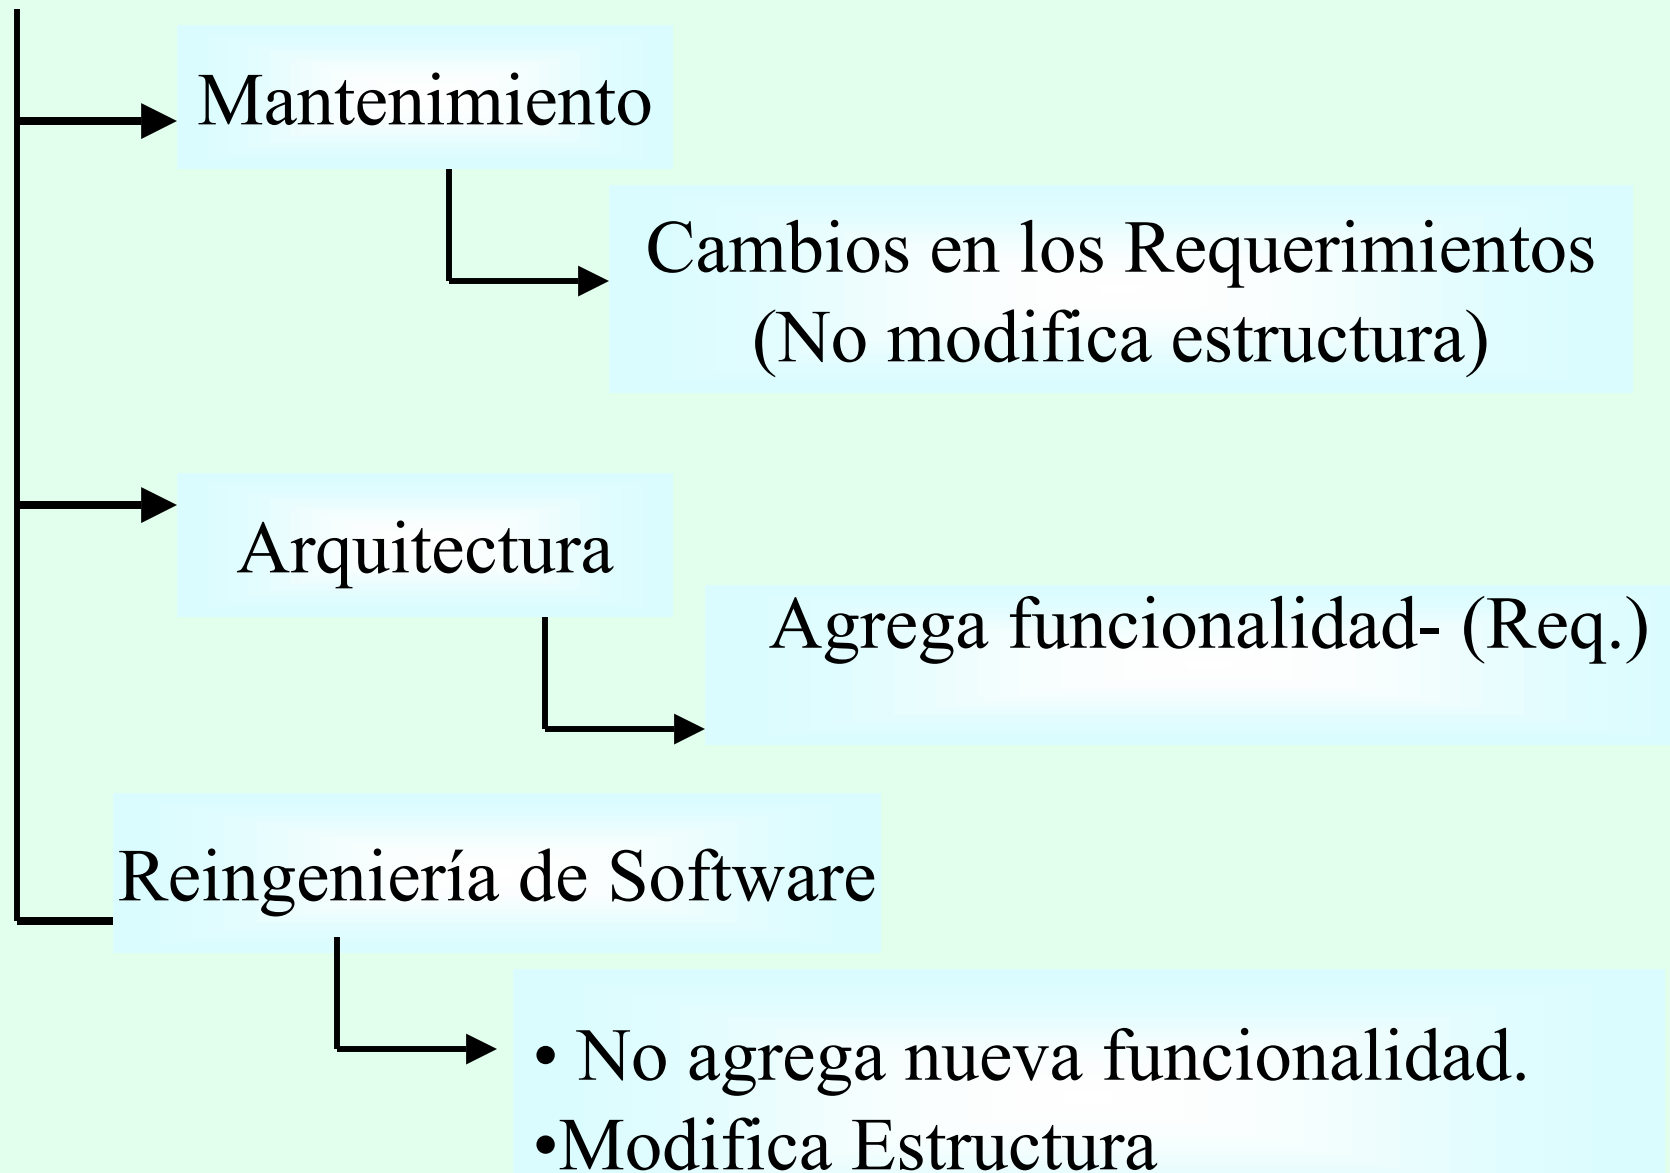 Mantenimiento
Cambios en los Requerimientos
(No modifica estructura)
Arquitectura
Agrega funcionalidad- (Req.)
Reingeniería de Software
• No agrega nueva funcionalidad.
•Modifica Estructura